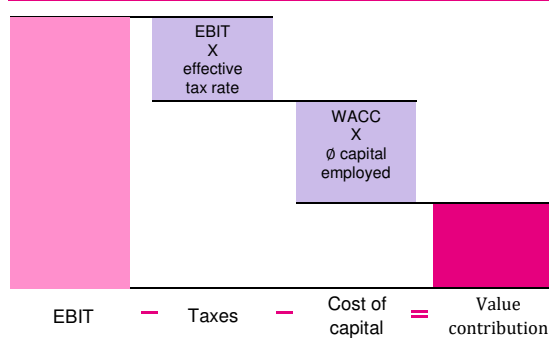 EBIT
X
effective
tax rate
WACC
X
ø capital
employed
EBIT − Taxes − Cost of capital = Value contribution